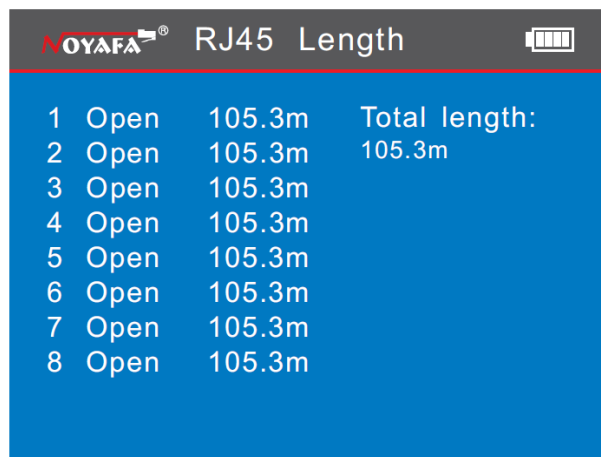 NOYAFA® RJ45 Length
1 Open 105.3m Total length:
2 Open 105.3m 105.3m
3 Open 105.3m
4 Open 105.3m
5 Open 105.3m
6 Open 105.3m
7 Open 105.3m
8 Open 105.3m